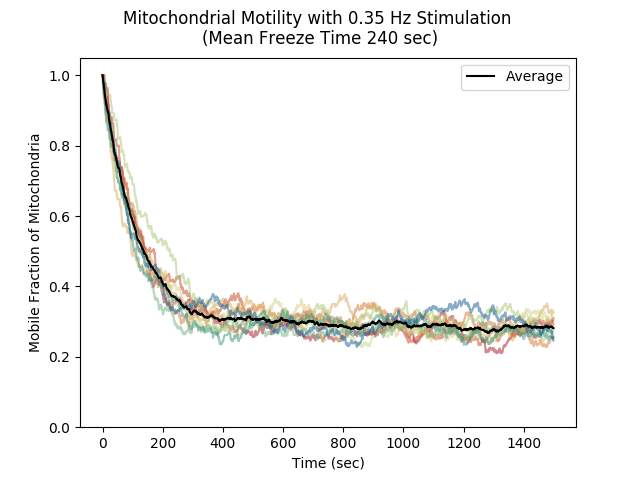 Mitochondrial Motility with 0.35 Hz Stimulation
(Mean Freeze Time 240 sec)
Average
1.0
0.8
0.6
0.4
0.2
0.0
Mobile Fraction of Mitochondria
0 200 400 600 800 1000 1200 1400
Time (sec)